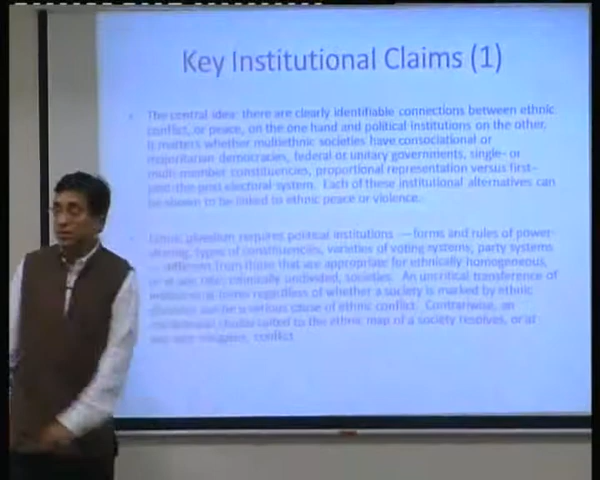 Key Institutional Claims (1)
The central idea: there are clearly identifiable connections between ethnic
conflict, or peace, on the one hand and political institutions on the other.
It matters whether multiethnic societies have consociational or
majoritarian democracies, federal or unitary governments, single- or
multi-member constituencies, proportional representation versus first-
past-the-post electoral system. Each of these institutional alternatives can
be shown to be linked to ethnic peace or violence.
Ethnic pluralism requires political institutions —forms and rules of power-
sharing, types of constituencies, varieties of voting systems, party systems
— different from those that are appropriate for ethnically homogeneous,
or ethnically undivided, societies. An uncritical transference of
regardless of whether a society is marked by ethnic
can be a serious cause of ethnic conflict. Contrariwise, an
institutional choice suited to the ethnic map of a society resolves, or at
conflict